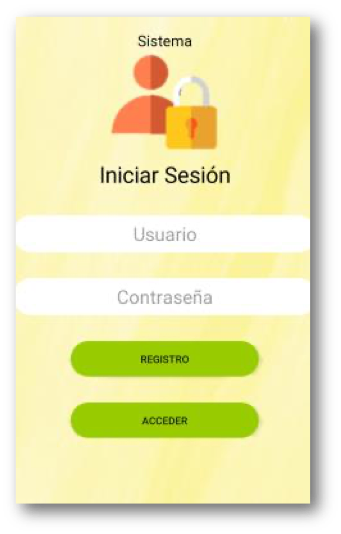 Sistema
Iniciar Sesión
Usuario
Contraseña
REGISTRO
ACCEDER